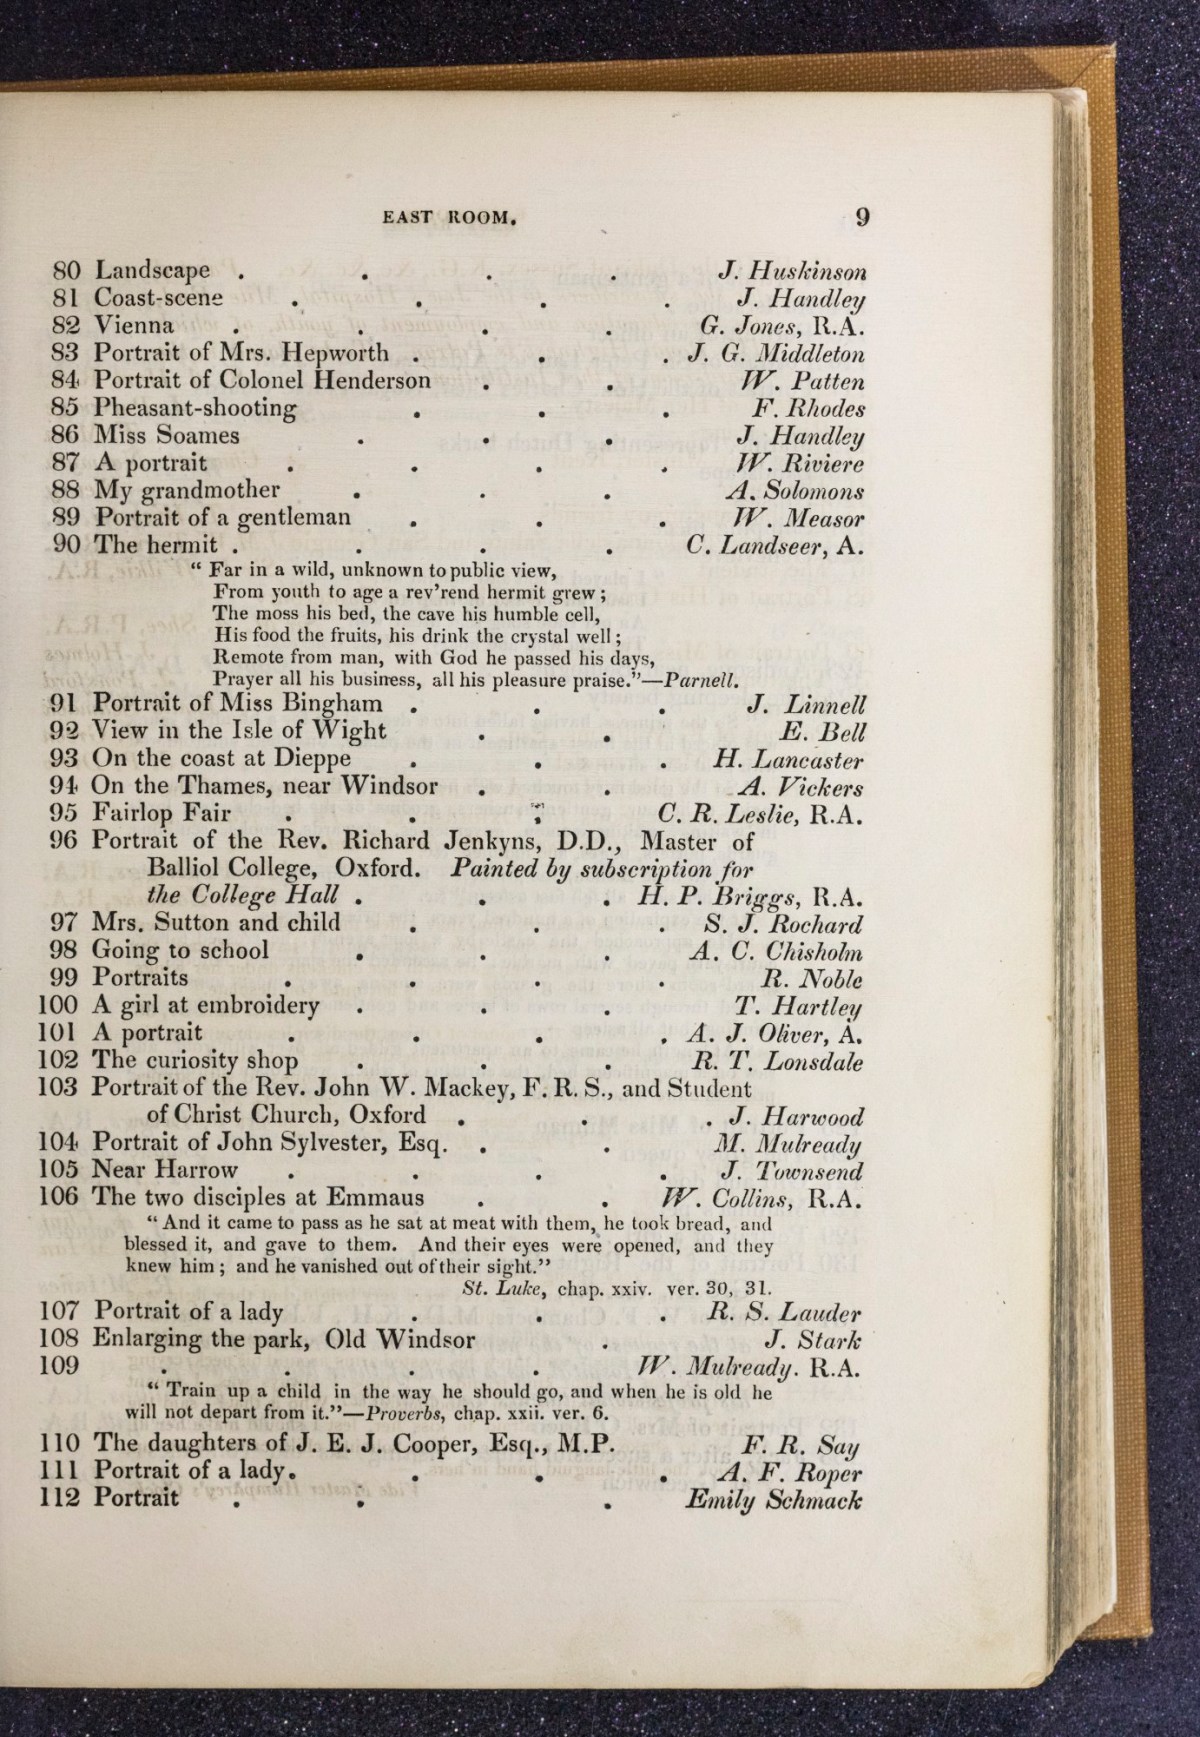 EAST ROOM. 9
80 Landscape . . . . J. Huskinson
81 Coast-scene . . . . J. Handley
82 Vienna . . . . G. Jones, R.A.
83 Portrait of Mrs. Hepworth . . . J. G. Middleton
84 Portrait of Colonel Henderson . . W. Patten
85 Pheasant-shooting . . . F. Rhodes
86 Miss Soames . . . J. Handley
87 A portrait . . . . W. Riviere
88 My grandmother . . . A. Solomons
89 Portrait of a gentleman . . . W. Measor
90 The hermit . . . . C. Landseer, A.
“ Far in a wild, unknown to public view,
From youth to age a rev’rend hermit grew ;
The moss his bed, the cave his humble cell,
His food the fruits, his drink the crystal well ;
Remote from man, with God he passed his days,
Prayer all his business, all his pleasure praise.”—Parnell.
91 Portrait of Miss Bingham . . . J. Linnell
92 View in the Isle of Wight . . E. Bell
93 On the coast at Dieppe . . . H. Lancaster
94 On the Thames, near Windsor . . A. Vickers
95 Fairlop Fair . . . C. R. Leslie, R.A.
96 Portrait of the Rev. Richard Jenkyns, D.D., Master of
Balliol College, Oxford. Painted by subscription for
the College Hall . . . H. P. Briggs, R.A.
97 Mrs. Sutton and child . . . S. J. Rochard
98 Going to school . . . A. C. Chisholm
99 Portraits . . . . R. Noble
100 A girl at embroidery . . . T. Hartley
101 A portrait . . . . A. J. Oliver, A.
102 The curiosity shop . . . R. T. Lonsdale
103 Portrait of the Rev. John W. Mackey, F. R. S., and Student
of Christ Church, Oxford . . . J. Harwood
104 Portrait of John Sylvester, Esq. . . M. Mulready
105 Near Harrow . . . . J. Townsend
106 The two disciples at Emmaus . . W. Collins, R.A.
“ And it came to pass as he sat at meat with them, he took bread, and
blessed it, and gave to them. And their eyes were opened, and they
knew him ; and he vanished out of their sight.”
St. Luke, chap. xxiv. ver. 30, 31.
107 Portrait of a lady . . . R. S. Lauder
108 Enlarging the park, Old Windsor . J. Stark
109 . . . . W. Mulready. R.A.
“ Train up a child in the way he should go, and when he is old he
will not depart from it.”—Proverbs, chap. xxii. ver. 6.
110 The daughters of J. E. J. Cooper, Esq., M.P. F. R. Say
111 Portrait of a lady. . . . A. F. Roper
112 Portrait . . . Emily Schmack